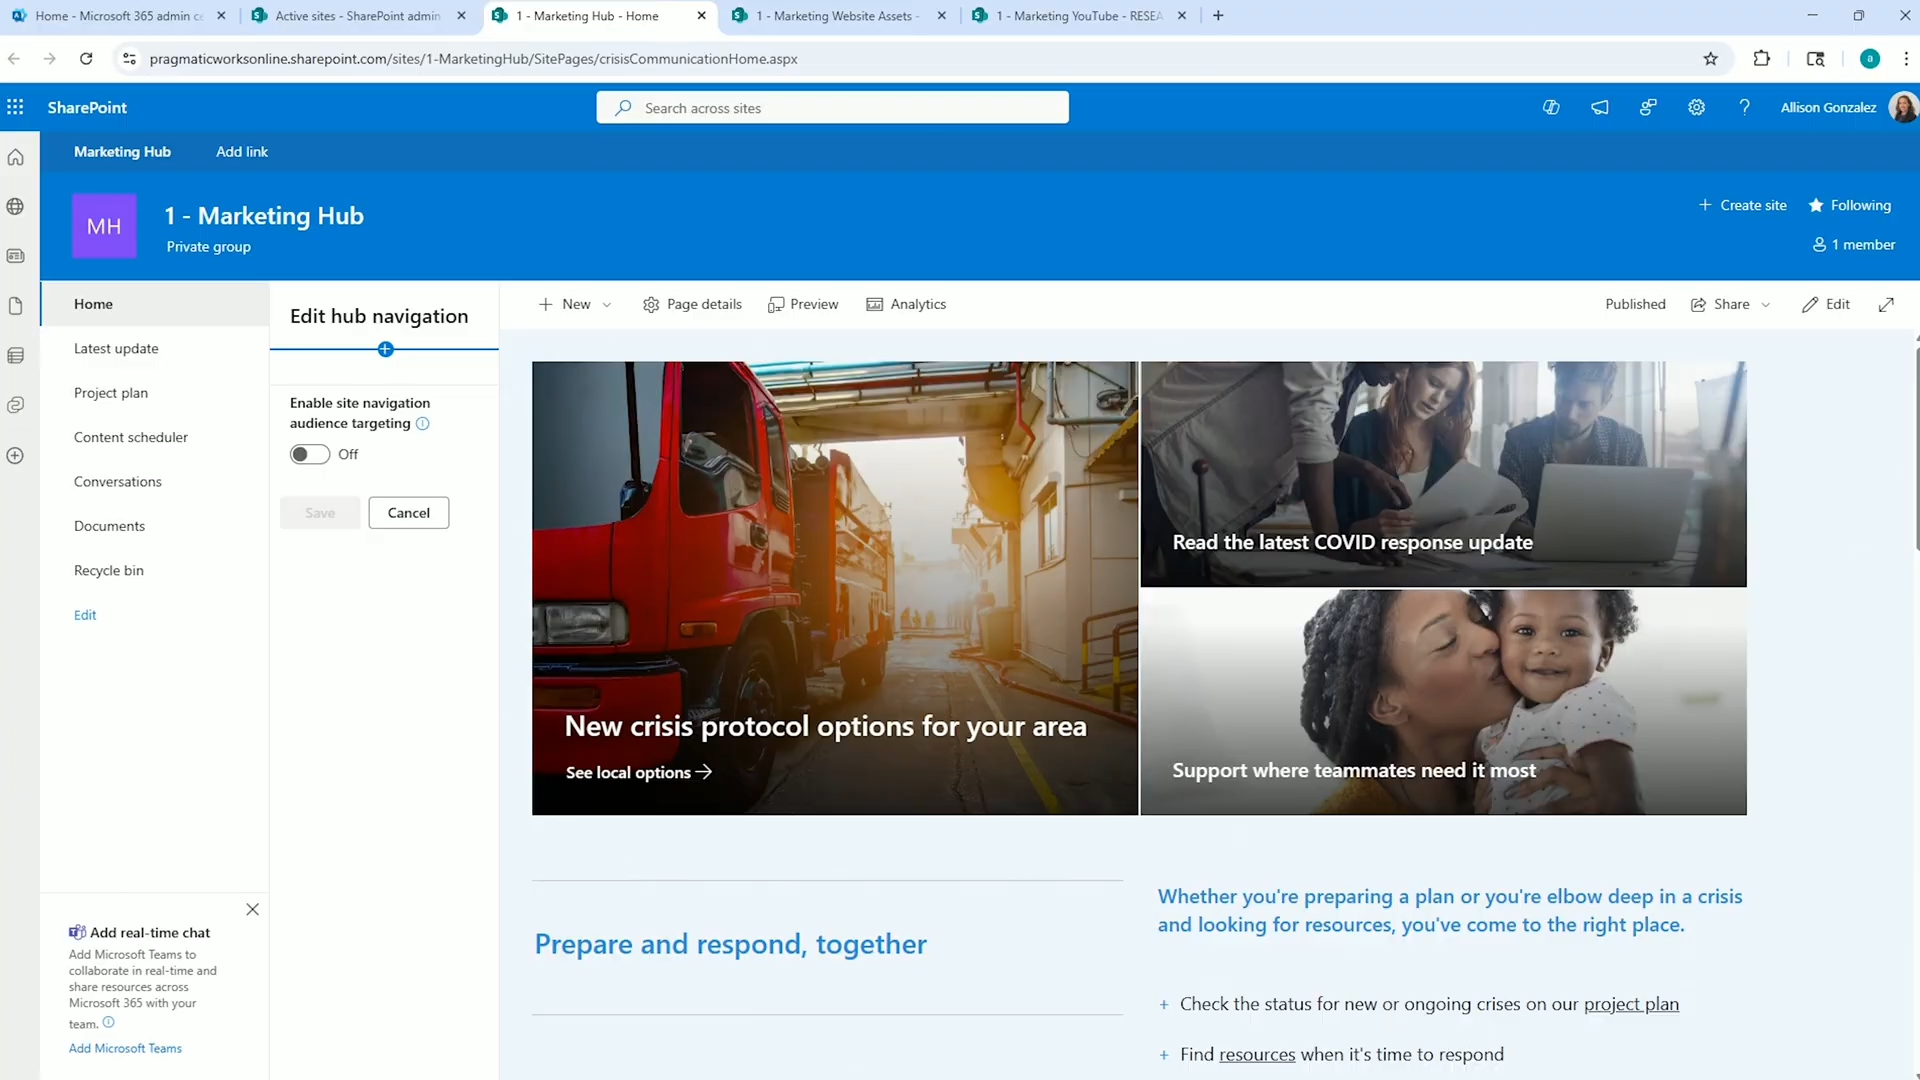 Home - Microsoft 365 admin ce
Active sites - SharePoint admin
1 - Marketing Hub - Home
1 - Marketing Website Assets -
1 - Marketing YouTube - RESEA
pragmaticworksonline.sharepoint.com/sites/1-MarketingHub/SitePages/crisisCommunicationHome.aspx
a
SharePoint
Search across sites
Allison Gonzalez
Marketing Hub
Add link
MH
1 - Marketing Hub
Private group
Create site
Following
1 member
Home
Latest update
Project plan
Content scheduler
Conversations
Documents
Recycle bin
Edit
Edit hub navigation
Enable site navigation
audience targeting
Off
Save
Cancel
New
Page details
Preview
Analytics
Published
Share
Edit
New crisis protocol options for your area
See local options
Read the latest COVID response update
Support where teammates need it most
Prepare and respond, together
Whether you're preparing a plan or you're elbow deep in a crisis
and looking for resources, you've come to the right place.
+ Check the status for new or ongoing crises on our project plan
+ Find resources when it's time to respond
Add real-time chat
Add Microsoft Teams to
collaborate in real-time and
share resources across
Microsoft 365 with your
team.
Add Microsoft Teams